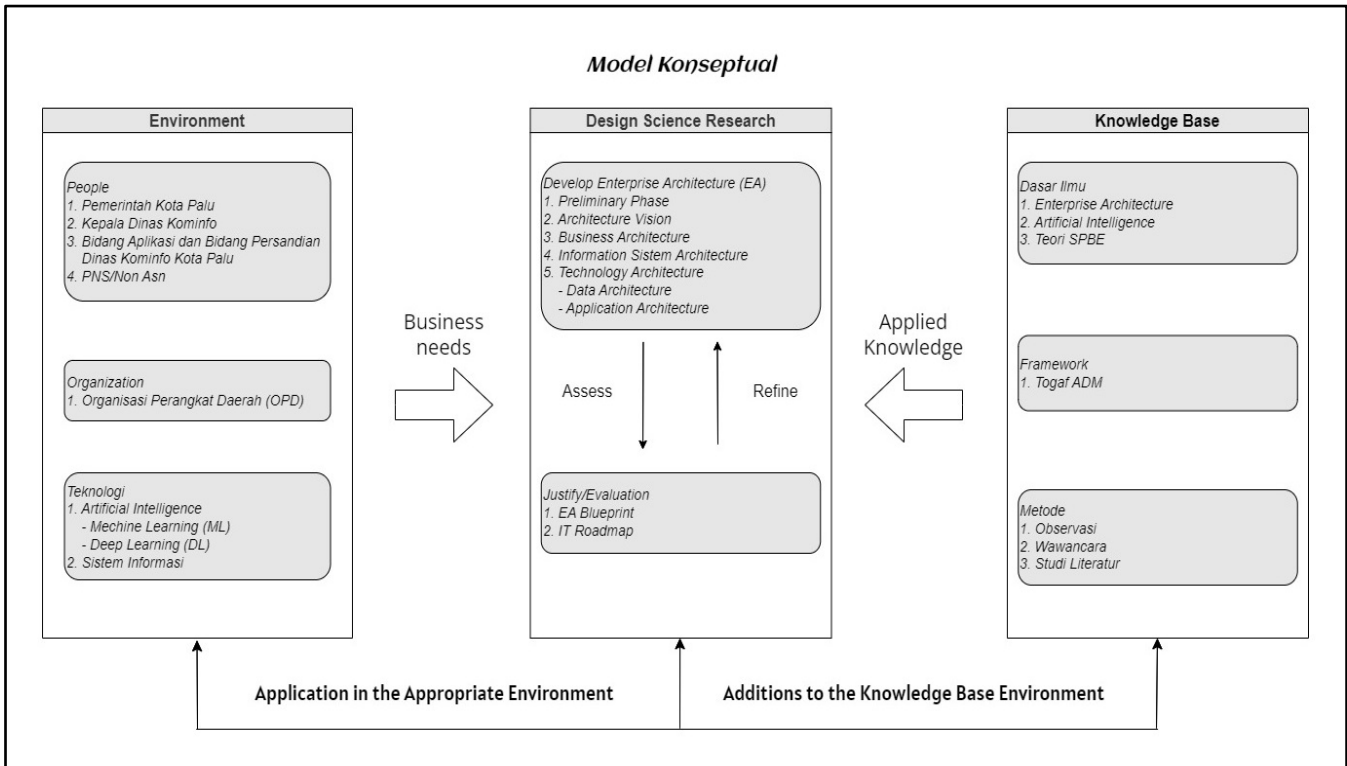 Model Konseptual
Environment
People
1. Pemerintah Kota Palu
2. Kepala Dinas Kominfo
3. Bidang Aplikasi dan Bidang Persandian
Dinas Kominfo Kota Palu
4. PNS/Non Asn
Organization
1. Organisasi Perangkat Daerah (OPD)
Teknologi
1. Artificial Intelligence
- Mechine Learning (ML)
- Deep Learning (DL)
2. Sistem Informasi
Business
needs
Design Science Research
Develop Enterprise Architecture (EA)
1. Preliminary Phase
2. Architecture Vision
3. Business Architecture
4. Information Sistem Architecture
5. Technology Architecture
- Data Architecture
- Application Architecture
Assess
Refine
Justify/Evaluation
1. EA Blueprint
2. IT Roadmap
Applied
Knowledge
Knowledge Base
Dasar Ilmu
1. Enterprise Architecture
2. Artificial Intelligence
3. Teori SPBE
Framework
1. Togaf ADM
Metode
1. Observasi
2. Wawancara
3. Studi Literatur
Application in the Appropriate Environment
Additions to the Knowledge Base Environment